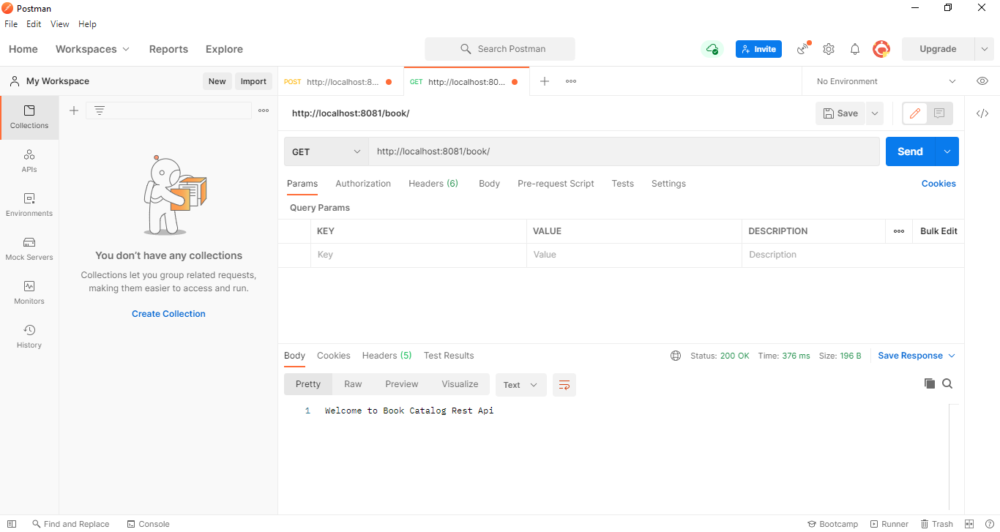 Postman
File Edit View Help
Home Workspaces Reports Explore
Search Postman
Invite
Upgrade
My Workspace
New Import
POST http://localhost:8...
GET http://localhost:80...
No Environment
Collections
APIs
Environments
Mock Servers
Monitors
History
You don't have any collections
Collections let you group related requests,
making them easier to access and run.
Create Collection
http://localhost:8081/book/
Save
GET http://localhost:8081/book/
Send
Params Authorization Headers (6) Body Pre-request Script Tests Settings
Cookies
Query Params
KEY VALUE DESCRIPTION Bulk Edit
Key Value Description
Body Cookies Headers (5) Test Results
Status: 200 OK Time: 376 ms Size: 196 B Save Response
Pretty Raw Preview Visualize Text
1 Welcome to Book Catalog Rest Api
Find and Replace Console
Bootcamp Runner Trash